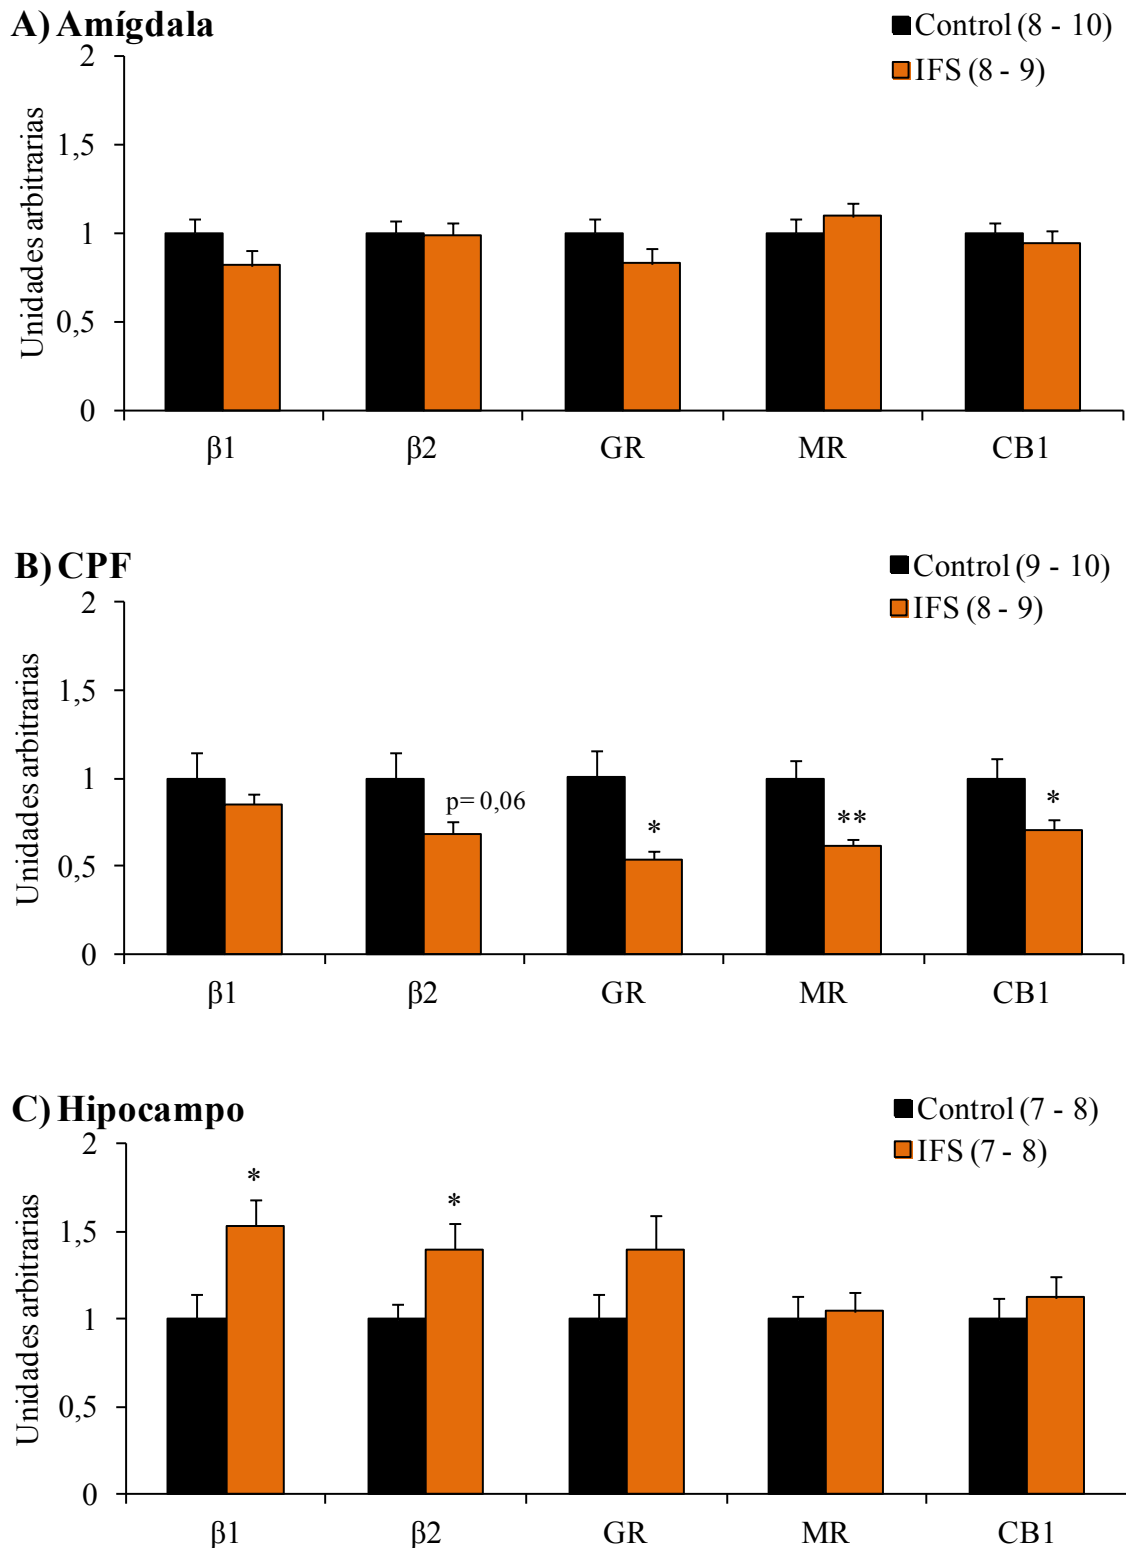 A) Amígdala
Control (8 - 10)
IFS (8 - 9)
Unidades arbitrarias
2
1,5
1
0,5
0
β1 β2 GR MR CB1
B) CPF
Control (9 - 10)
IFS (8 - 9)
Unidades arbitrarias
2
1,5
1
0,5
0
p= 0,06
* ** *
β1 β2 GR MR CB1
C) Hipocampo
Control (7 - 8)
IFS (7 - 8)
Unidades arbitrarias
2
1,5
1
0,5
0
* *
β1 β2 GR MR CB1